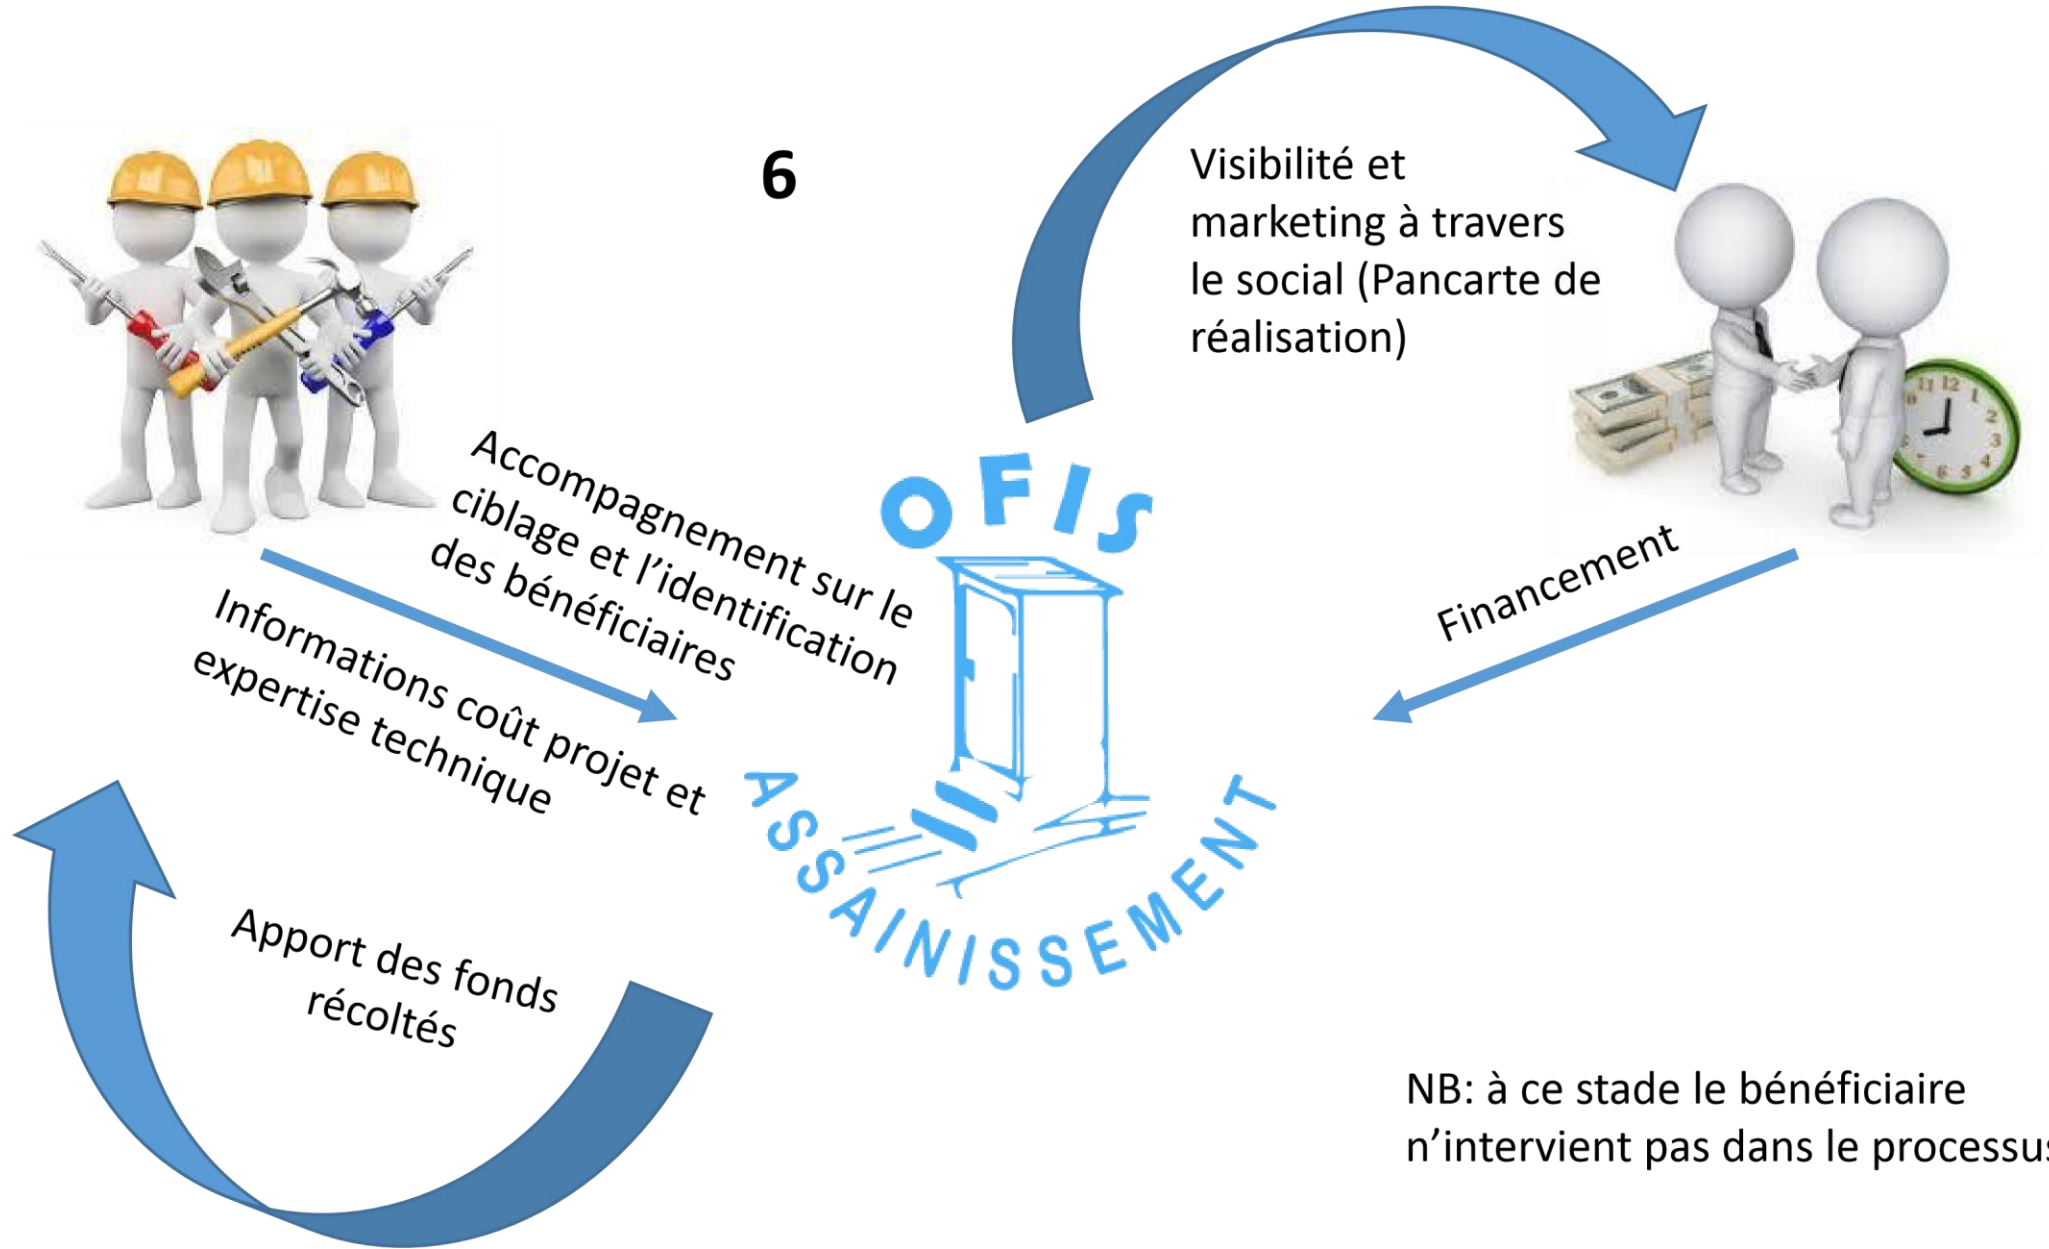 6
Visibilité et
marketing à travers
le social (Pancarte de
réalisation)
Accompagnement sur le
ciblage et l'identification
des bénéficiaires
Informations coût projet et
expertise technique
Financement
OFIS
ASSAINISSEMENT
Apport des fonds
récoltés
NB: à ce stade le bénéficiaire
n'intervient pas dans le processus